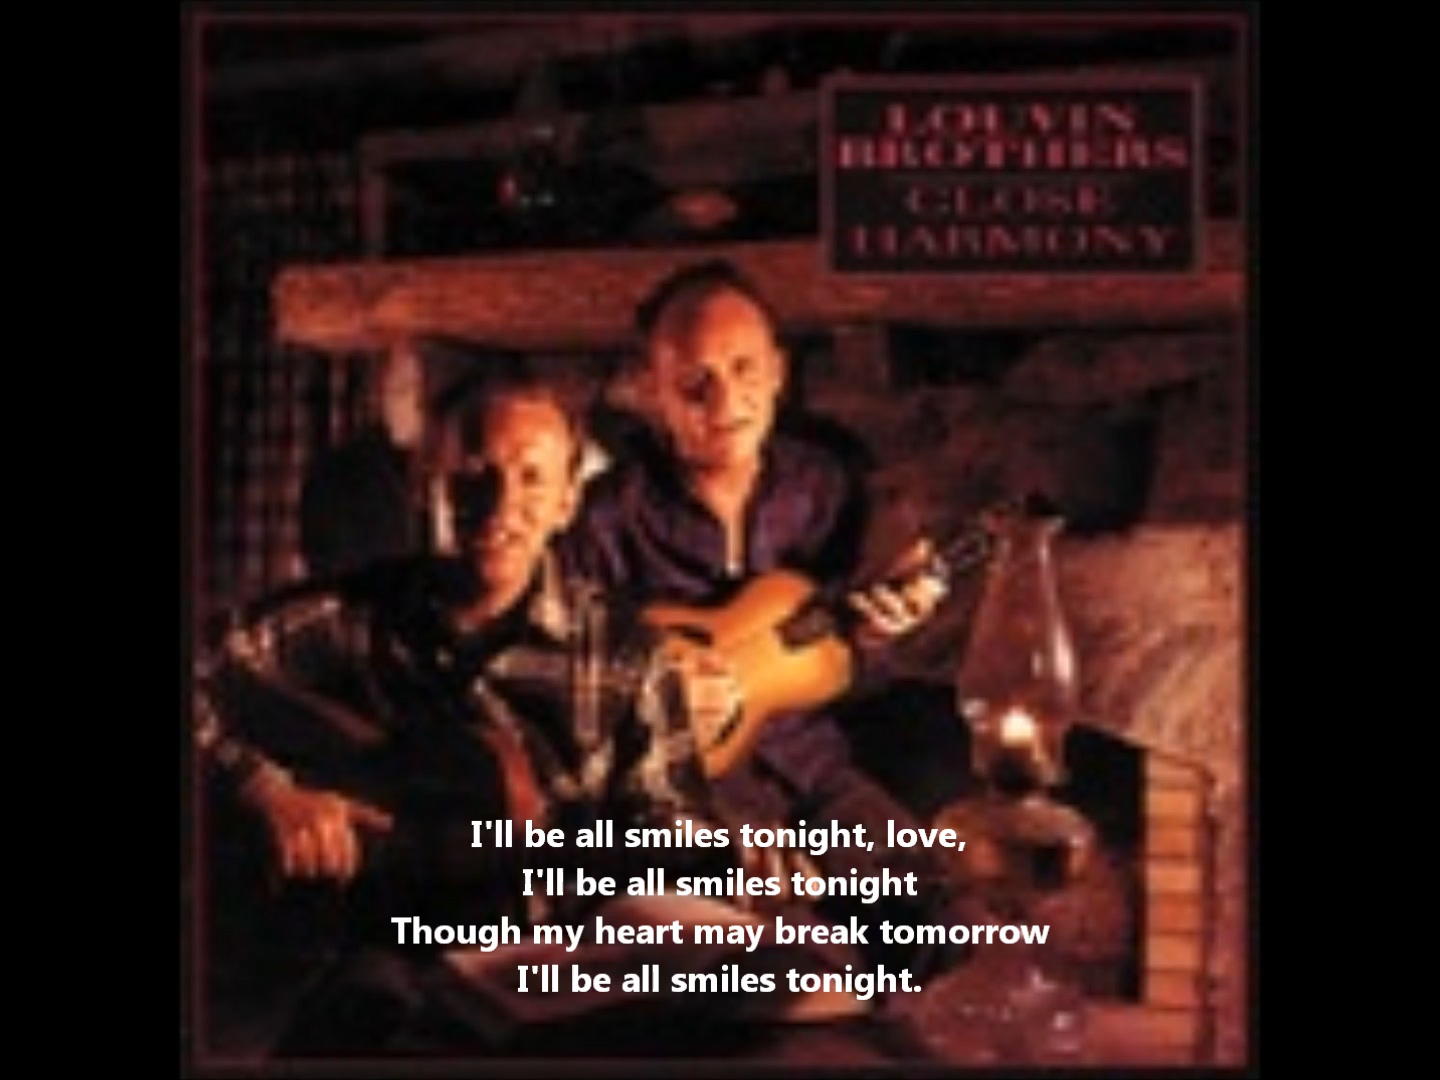 LOUVIN
BROTHERS
CLOSE
HARMONY
I'll be all smiles tonight, love,
I'll be all smiles tonight
Though my heart may break tomorrow
I'll be all smiles tonight.